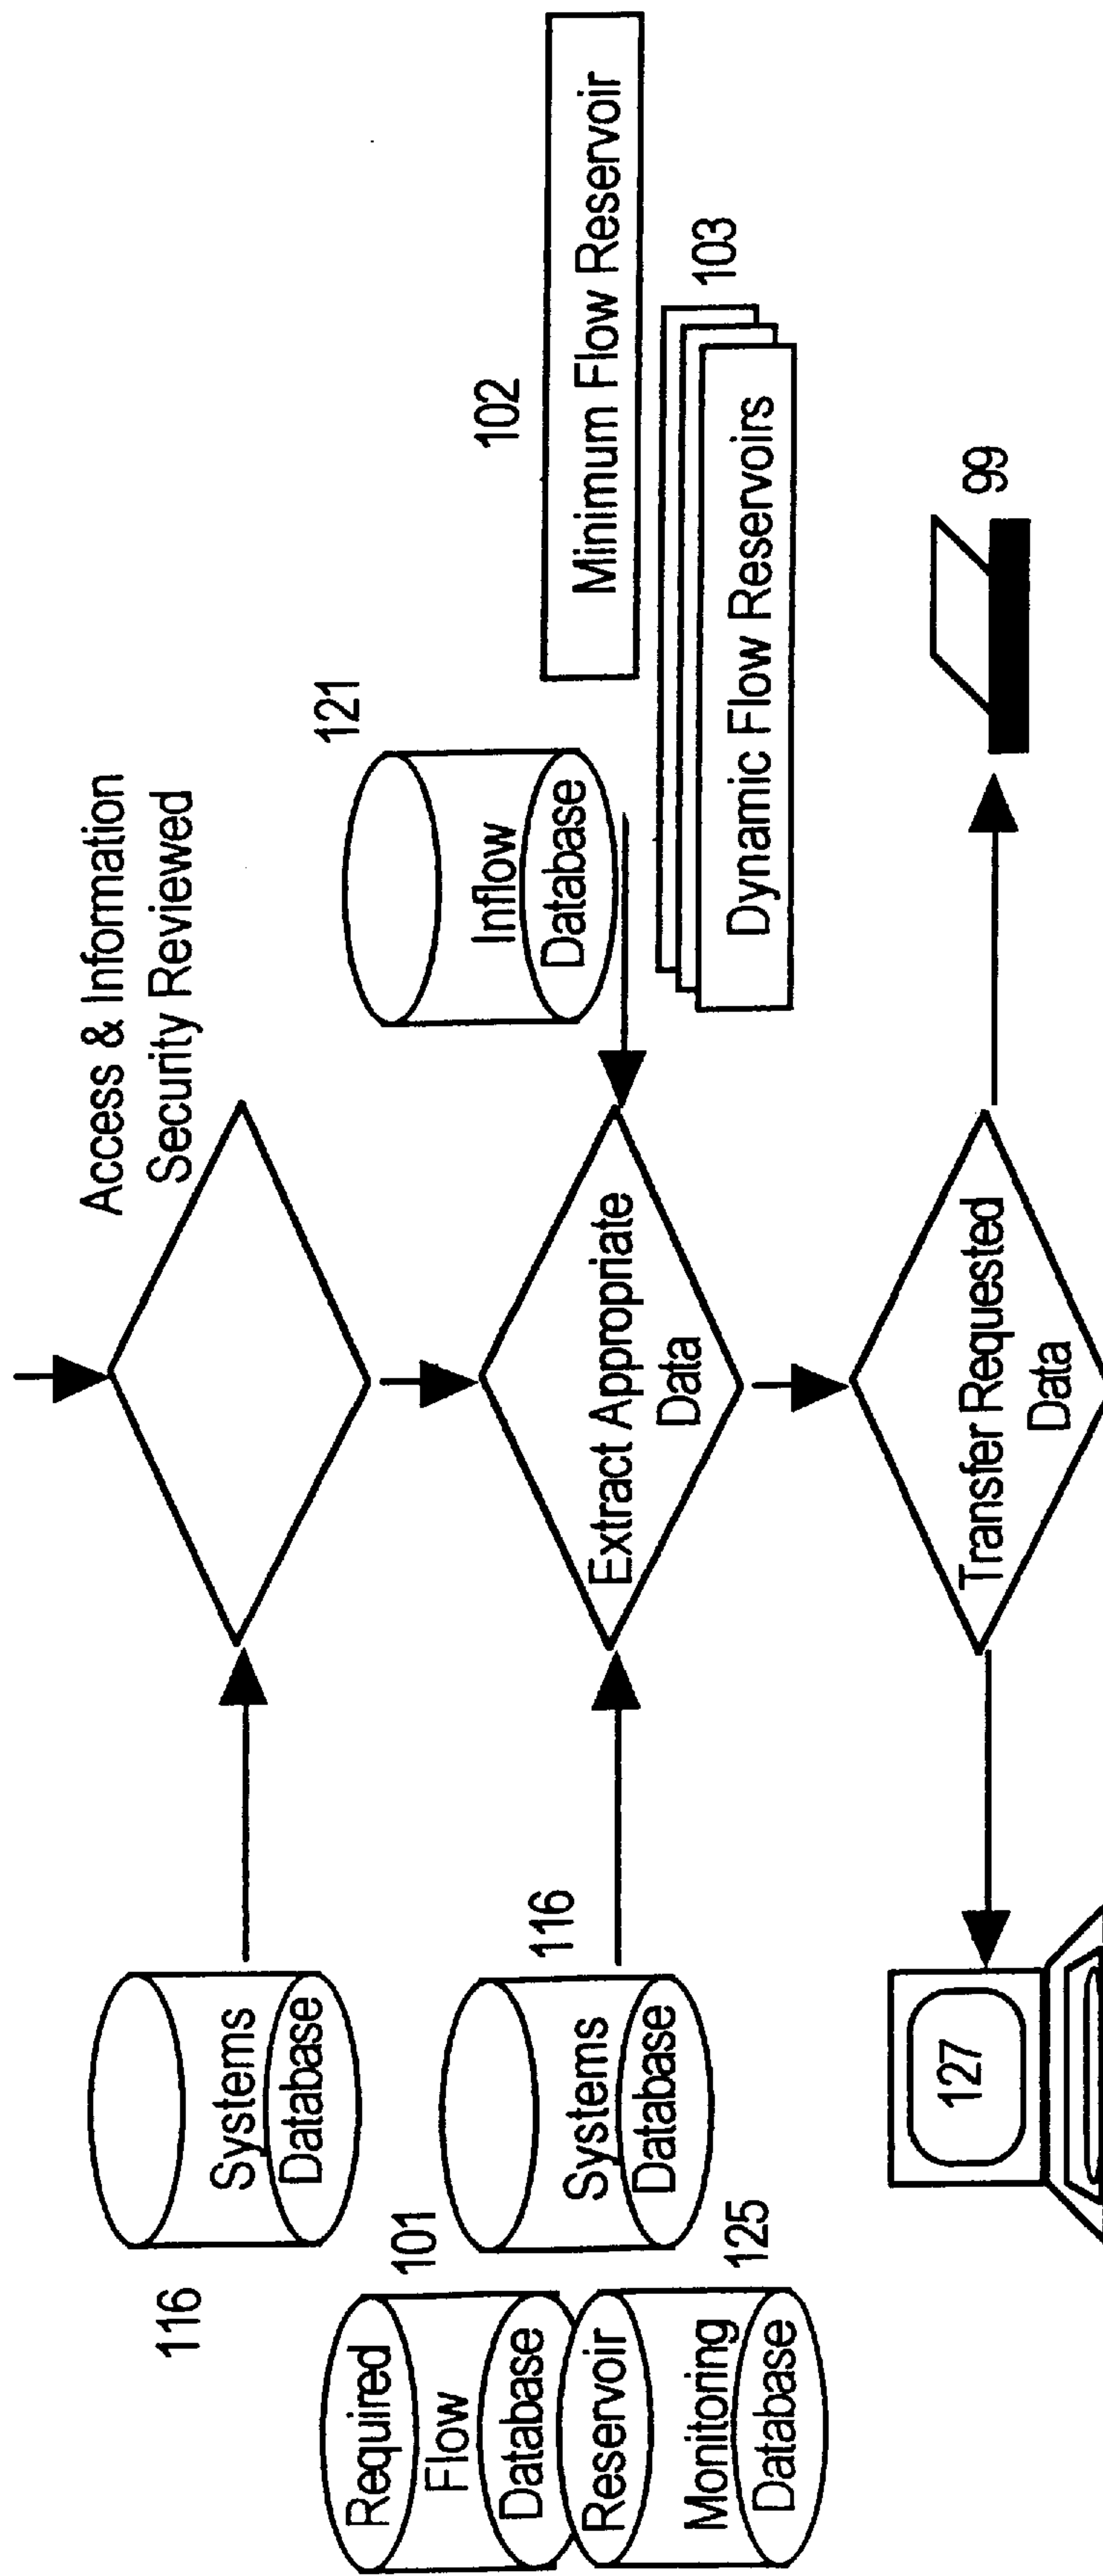 Access & Information
Security Reviewed
116
Systems
Database
121
Inflow
Database
101
Required
Flow
Database
116
Systems
Database
Reservoir
Monitoring
Database
125
Extract Appropriate
Data
102
Minimum Flow Reservoir
103
Dynamic Flow Reservoirs
127
Transfer Requested
Data
99